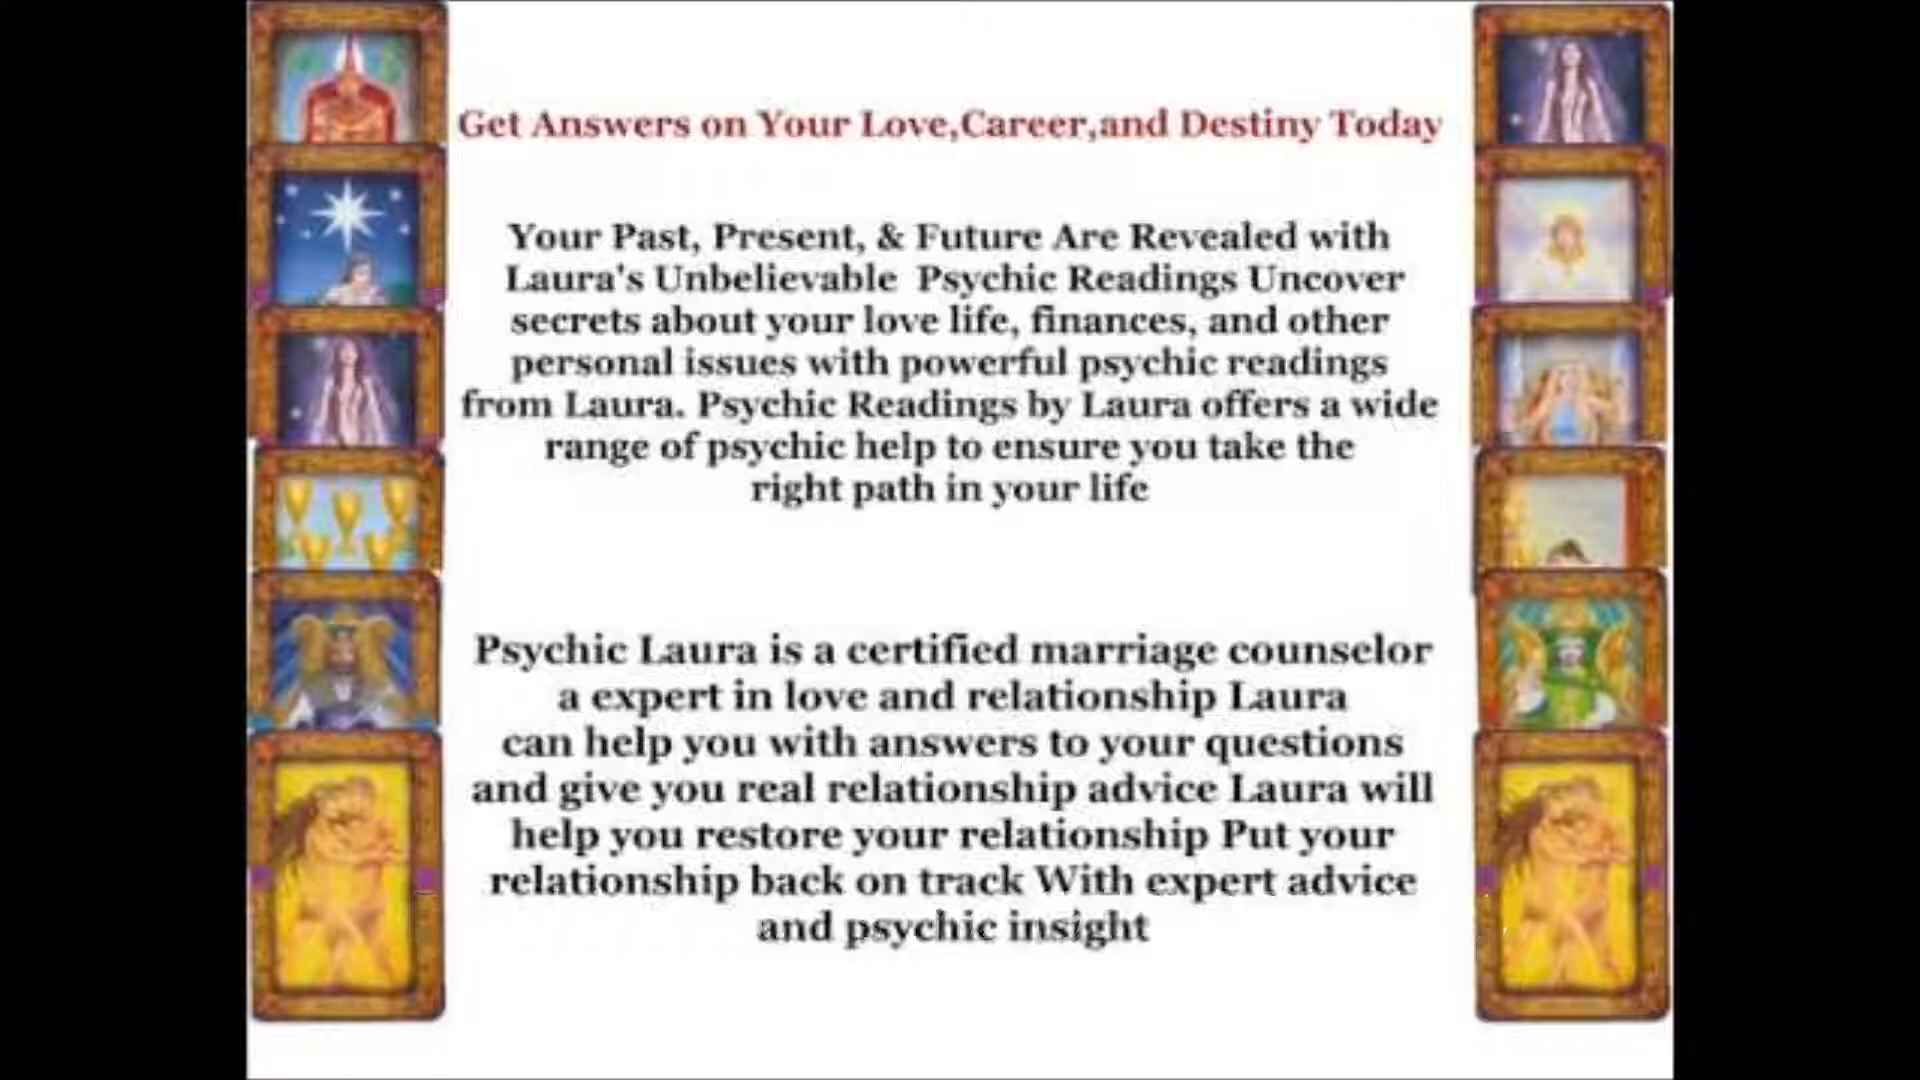 Get Answers on Your Love,Career,and Destiny Today
Your Past, Present, & Future Are Revealed with
Laura's Unbelievable Psychic Readings Uncover
secrets about your love life, finances, and other
personal issues with powerful psychic readings
from Laura. Psychic Readings by Laura offers a wide
range of psychic help to ensure you take the
right path in your life
Psychic Laura is a certified marriage counselor
a expert in love and relationship Laura
can help you with answers to your questions
and give you real relationship advice Laura will
help you restore your relationship Put your
relationship back on track With expert advice
and psychic insight